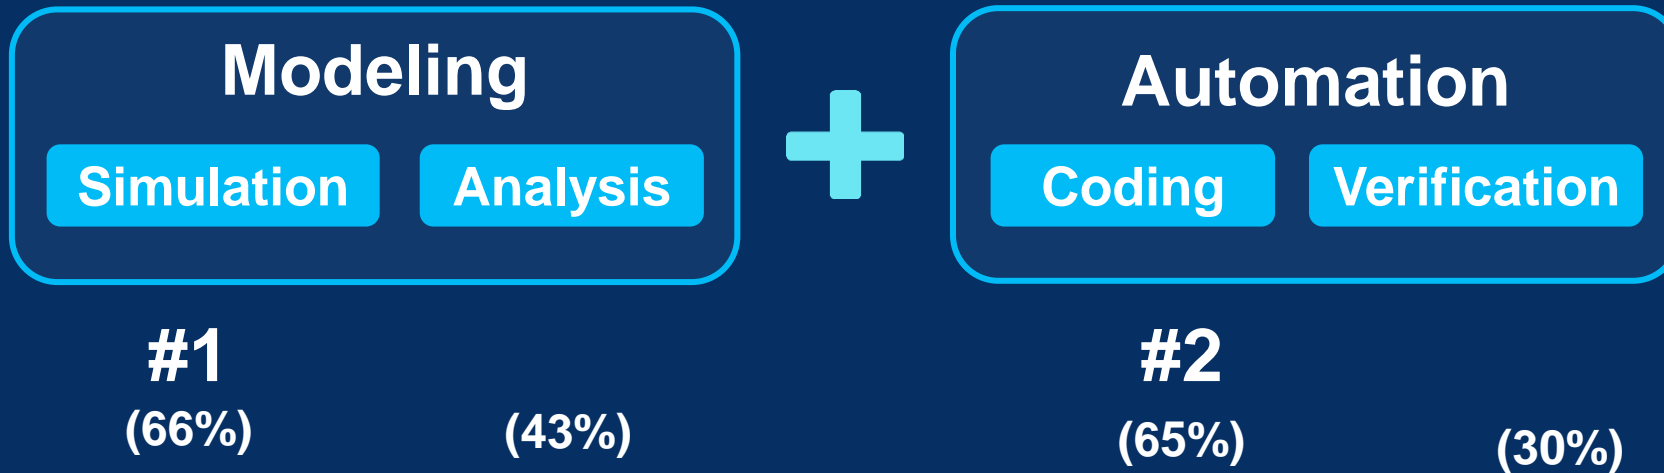 Modeling
Simulation
Analysis
Automation
Coding
Verification
#1
(66%)
(43%)
#2
(65%)
(30%)